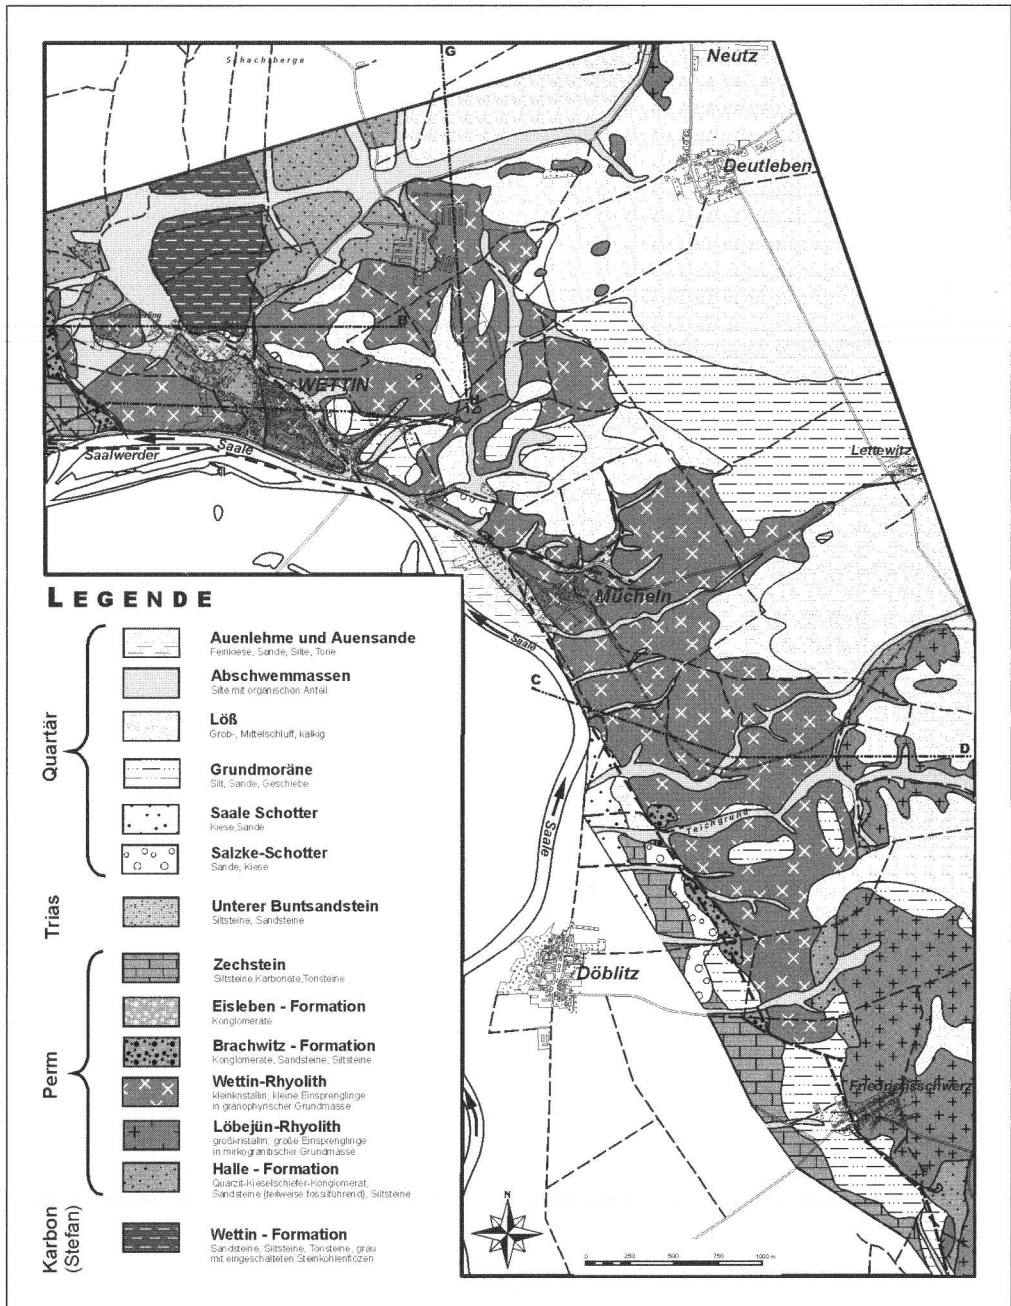 G
Neutz
Schachtberge
Deutleben
Schweizerling
B
WETTIN
Lettewitz
Saalwerder
Saale
Mücheln
Saale
C
D
Teichgrund
Saale
Döblitz
Friedrichsschwerz
N
0 250 500 750 1000 m
LEGENDE
Quartär
Auenlehme und Auensande
Feinkiese, Sande, Silte, Tone
Abschwemmassen
Silte mit organischen Anteil
Löß
Grob-, Mittelschluff, kalkig
Grundmoräne
Silt, Sande, Geschiebe
Saale Schotter
Kiese, Sande
Salzke-Schotter
Sande, Kiese
Trias
Unterer Buntsandstein
Siltsteine, Sandsteine
Perm
Zechstein
Siltsteine, Karbonate, Tonsteine
Eisleben - Formation
Konglomerate
Brachwitz - Formation
Konglomerate, Sandsteine, Siltsteine
Wettin-Rhyolith
kleinkristallin, kleine Einsprenglinge
in granophyrischer Grundmasse
Löbejün-Rhyolith
großkristallin, große Einsprenglinge
in mirkogranitischer Grundmasse
Halle - Formation
Quarzit-Kieselschiefer-Konglomerat,
Sandsteine (teilweise fossilführend), Siltsteine
Karbon
(Stefan)
Wettin - Formation
Sandsteine, Siltsteine, Tonsteine, grau
mit eingeschalteten Steinkohlenflözen